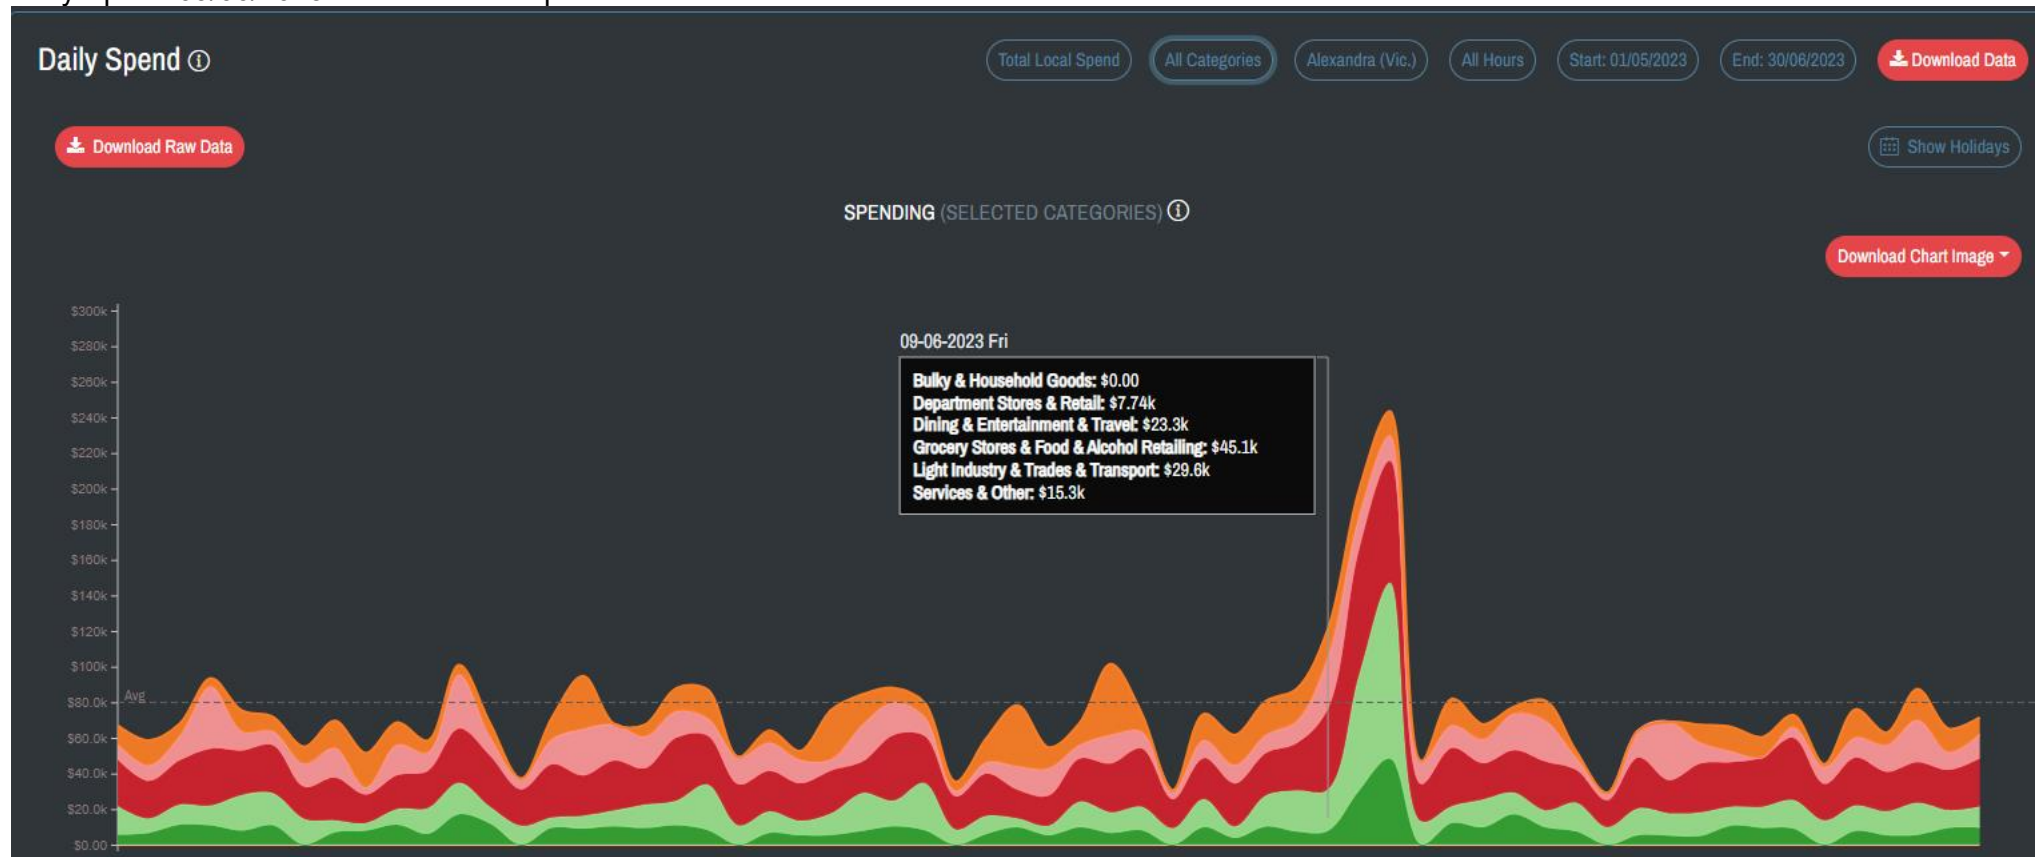 Daily Spend
Total Local Spend
All Categories
Alexandra (Vic.)
All Hours
Start: 01/05/2023
End: 30/06/2023
Download Data
Download Raw Data
Show Holidays
SPENDING (SELECTED CATEGORIES)
Download Chart Image
$300k
$280k
$260k
$240k
$220k
$200k
$180k
$160k
$140k
$120k
$100k
$80.0k
$60.0k
$40.0k
$20.0k
$0.00
Avg
09-06-2023 Fri
Bulky & Household Goods: $0.00
Department Stores & Retail: $7.74k
Dining & Entertainment & Travel: $23.3k
Grocery Stores & Food & Alcohol Retailing: $45.1k
Light Industry & Trades & Transport: $29.6k
Services & Other: $15.3k